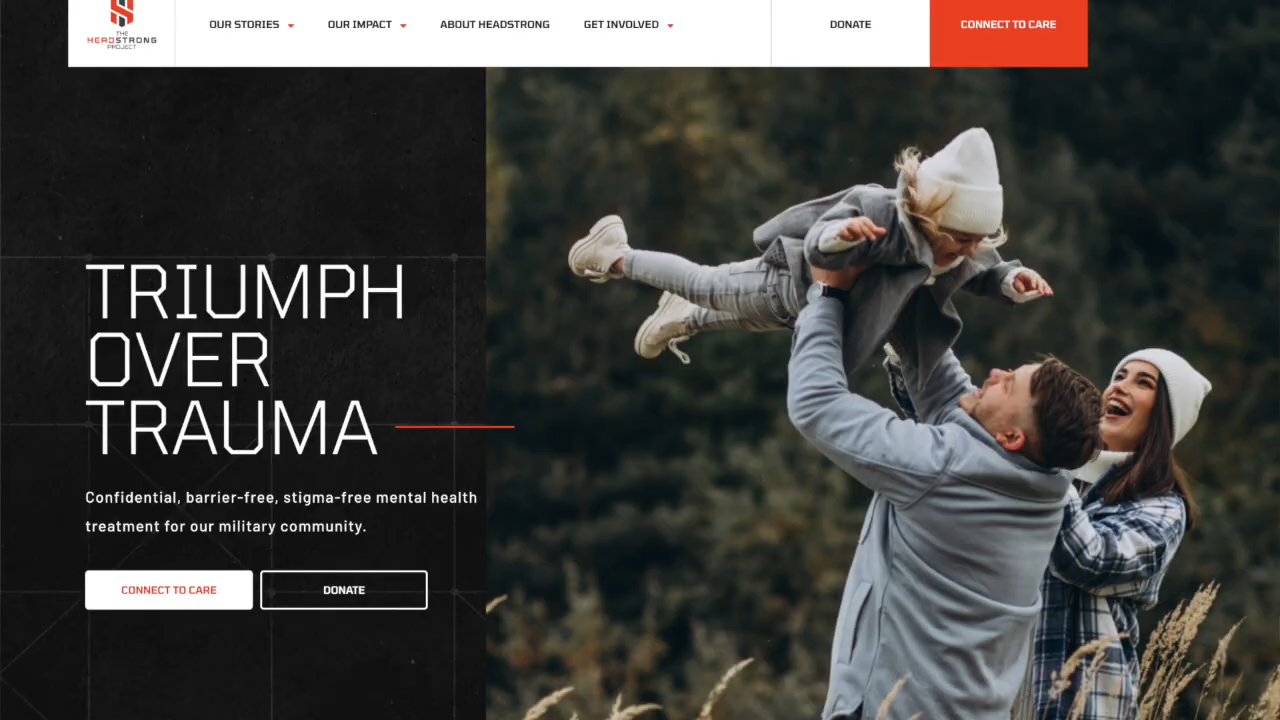 THE
HEADSTRONG
PROJECT
OUR STORIES
OUR IMPACT
ABOUT HEADSTRONG
GET INVOLVED
DONATE
CONNECT TO CARE
TRIUMPH
OVER
TRAUMA
Confidential, barrier-free, stigma-free mental health
treatment for our military community.
CONNECT TO CARE
DONATE